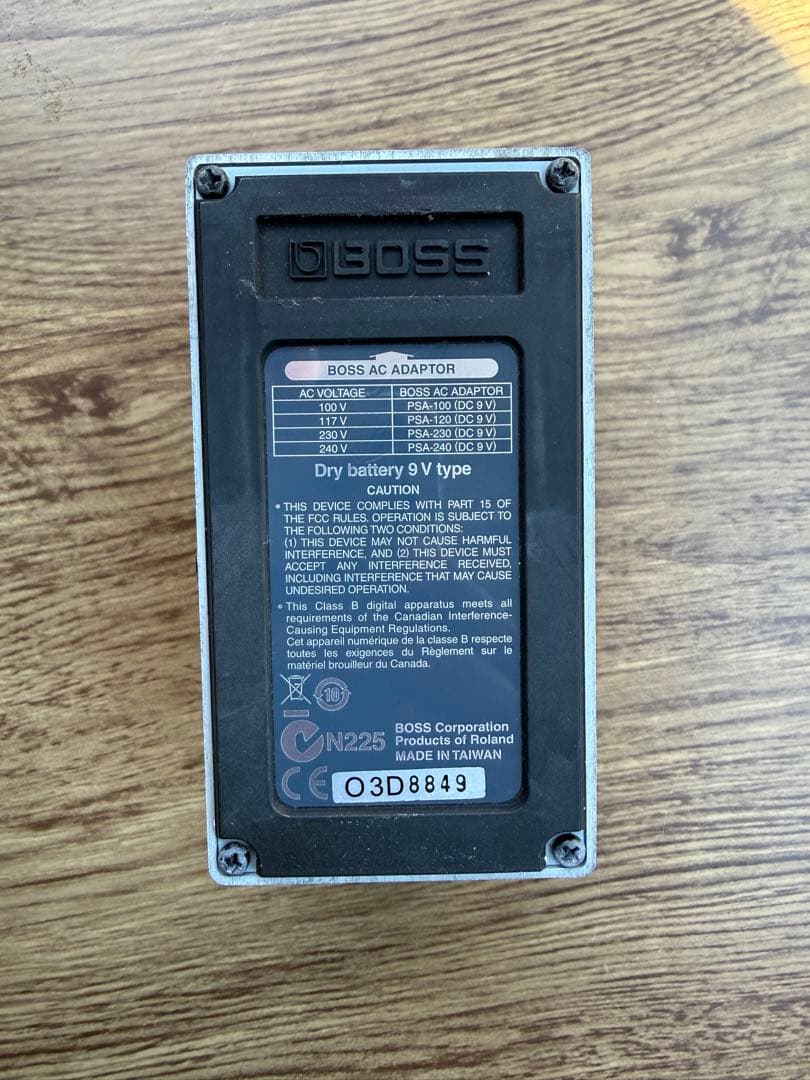 BOSS
BOSS AC ADAPTOR
AC VOLTAGE BOSS AC ADAPTOR
100 V PSA-100 (DC 9 V)
117 V PSA-120 (DC 9 V)
230 V PSA-230 (DC 9 V)
240 V PSA-240 (DC 9 V)
Dry battery 9 V type
CAUTION
• THIS DEVICE COMPLIES WITH PART 15 OF
THE FCC RULES. OPERATION IS SUBJECT TO
THE FOLLOWING TWO CONDITIONS:
(1) THIS DEVICE MAY NOT CAUSE HARMFUL
INTERFERENCE, AND (2) THIS DEVICE MUST
ACCEPT ANY INTERFERENCE RECEIVED,
INCLUDING INTERFERENCE THAT MAY CAUSE
UNDESIRED OPERATION.
• This Class B digital apparatus meets all
requirements of the Canadian Interference-
Causing Equipment Regulations.
Cet appareil numérique de la classe B respecte
toutes les exigences du Règlement sur le
matériel brouilleur du Canada.
10
N225
BOSS Corporation
Products of Roland
MADE IN TAIWAN
CE
O3D8849